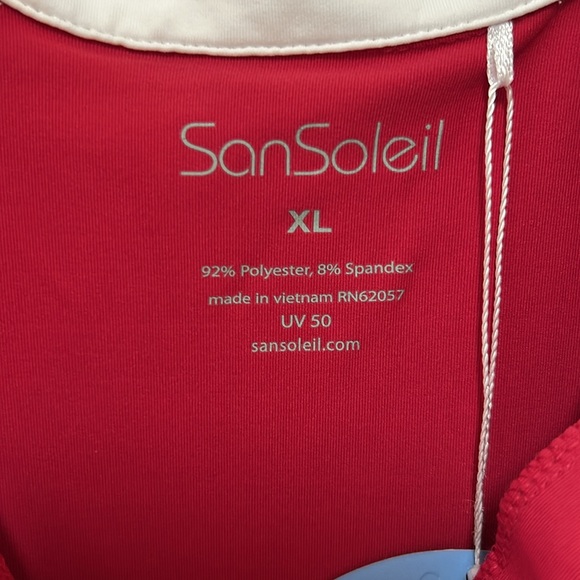 SanSoleil
XL
92% Polyester, 8% Spandex
made in vietnam RN62057
UV 50
sansoleil.com